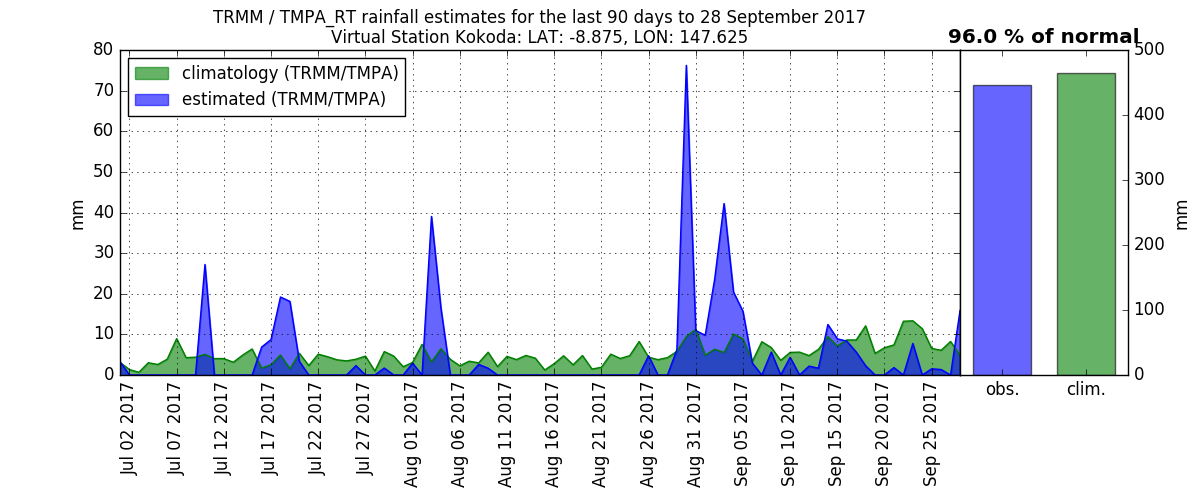 TRMM / TMPA_RT rainfall estimates for the last 90 days to 28 September 2017
Virtual Station Kokoda: LAT: -8.875, LON: 147.625
96.0 % of normal
climatology (TRMM/TMPA)
estimated (TRMM/TMPA)
80
70
60
50
40
30
20
10
0
mm
Jul 02 2017
Jul 07 2017
Jul 12 2017
Jul 17 2017
Jul 22 2017
Jul 27 2017
Aug 01 2017
Aug 06 2017
Aug 11 2017
Aug 16 2017
Aug 21 2017
Aug 26 2017
Aug 31 2017
Sep 05 2017
Sep 10 2017
Sep 15 2017
Sep 20 2017
Sep 25 2017
obs.
clim.
500
400
300
200
100
0
mm